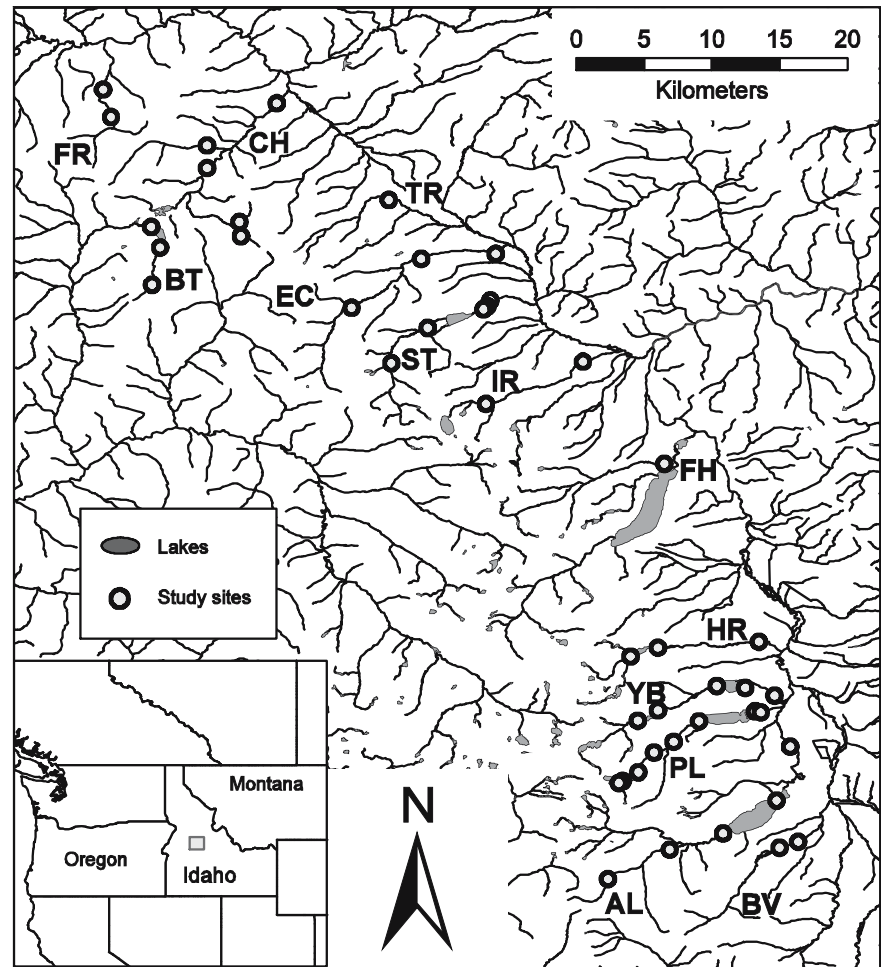 0 5 10 15 20
Kilometers
FR
CH
TR
BT
EC
ST
IR
FH
Lakes
Study sites
HR
YB
PL
Montana
Oregon
Idaho
N
AL
BV